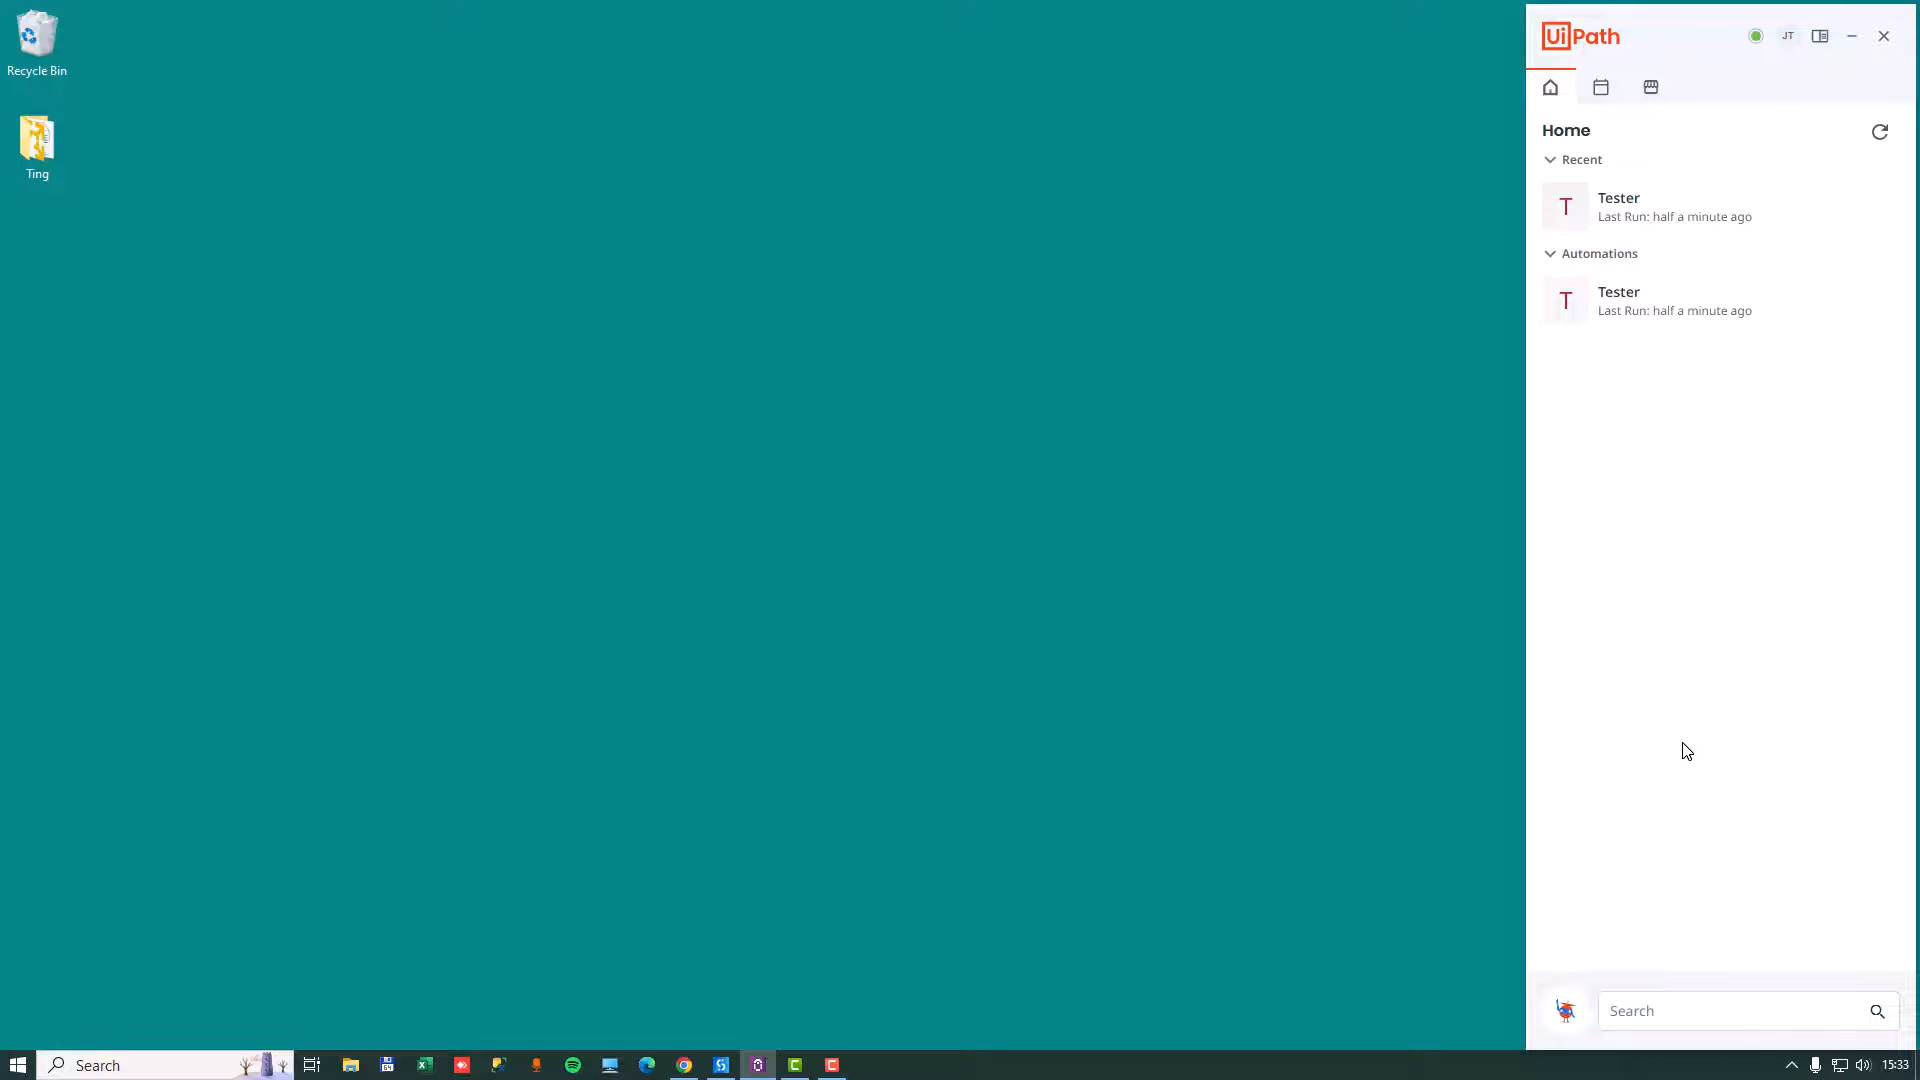 Recycle Bin
Ting
UiPath
JT
Home
Recent
T
Tester
Last Run: half a minute ago
Automations
T
Tester
Last Run: half a minute ago
Search
Search
15:33